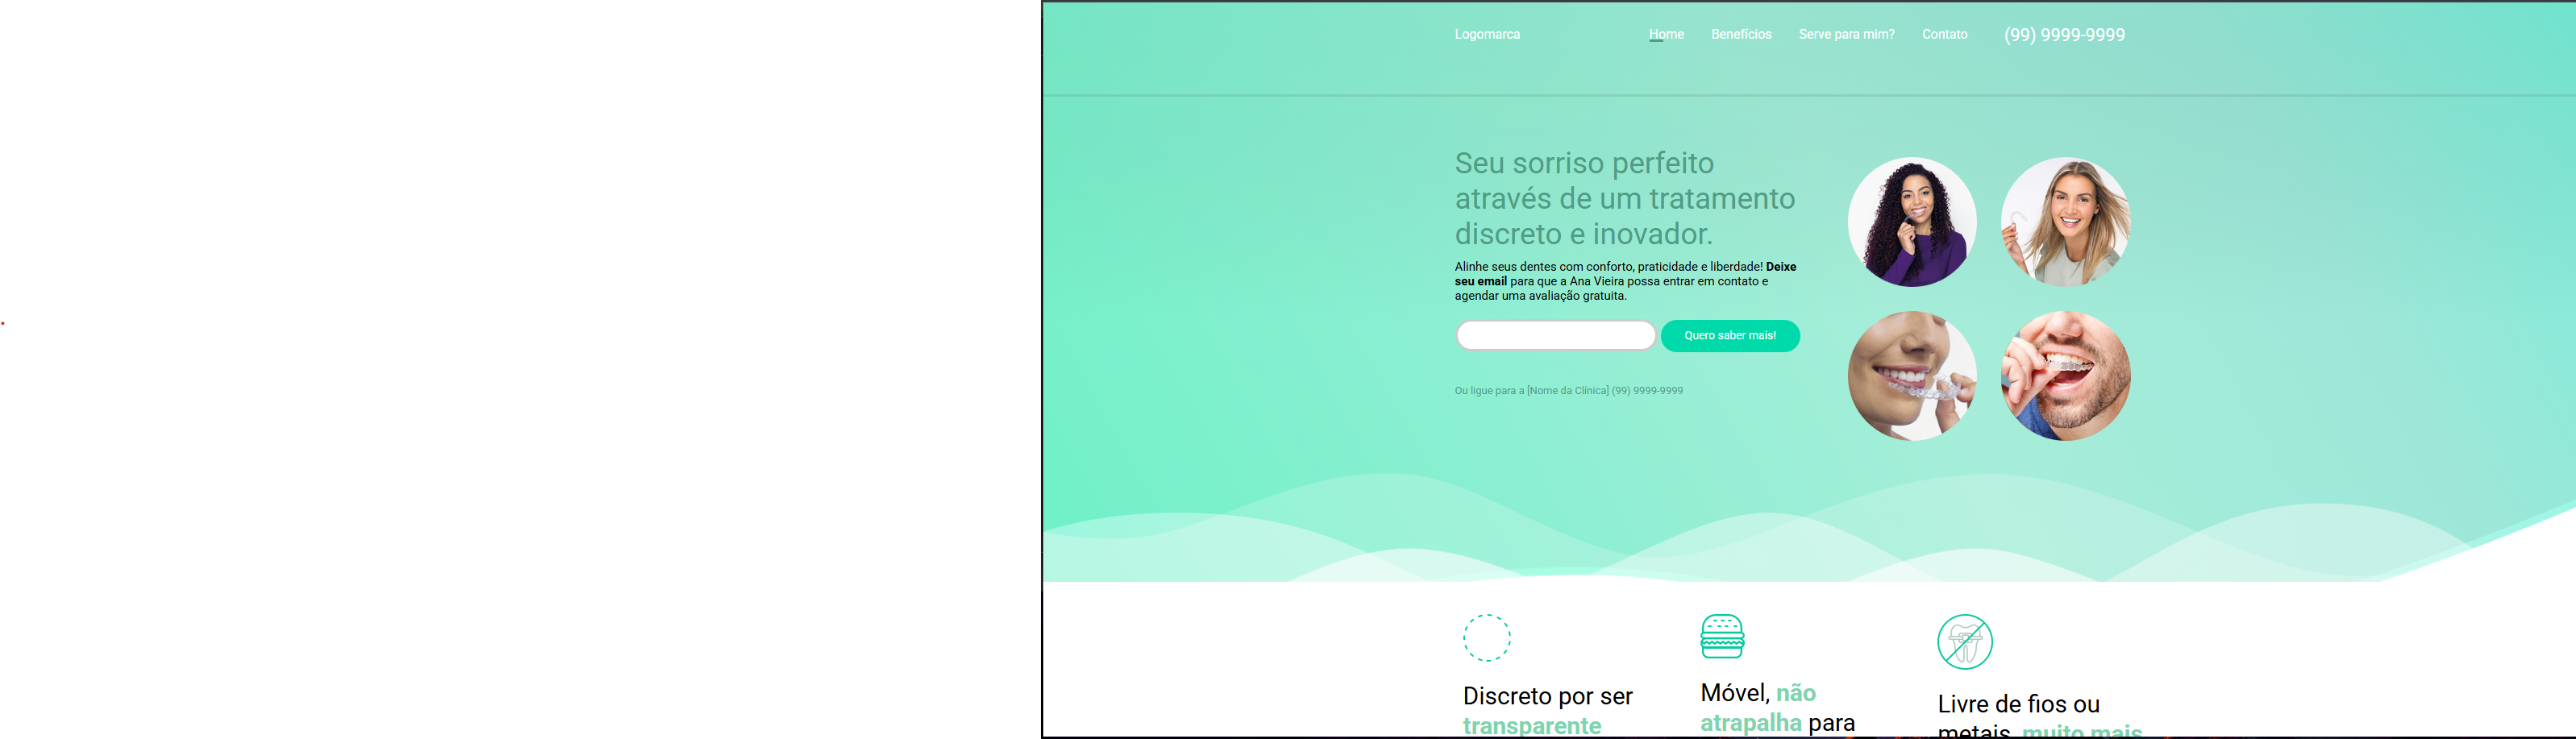 Logomarca
Home
Benefícios
Serve para mim?
Contato
(99) 9999-9999
Seu sorriso perfeito
através de um tratamento
discreto e inovador.
Alinhe seus dentes com conforto, praticidade e liberdade! Deixe
seu email para que a Ana Vieira possa entrar em contato e
agendar uma avaliação gratuita.
Quero saber mais!
Ou ligue para a [Nome da Clínica] (99) 9999-9999
Discreto por ser
transparente
Móvel, não
atrapalha para
Livre de fios ou
metais, muito mais